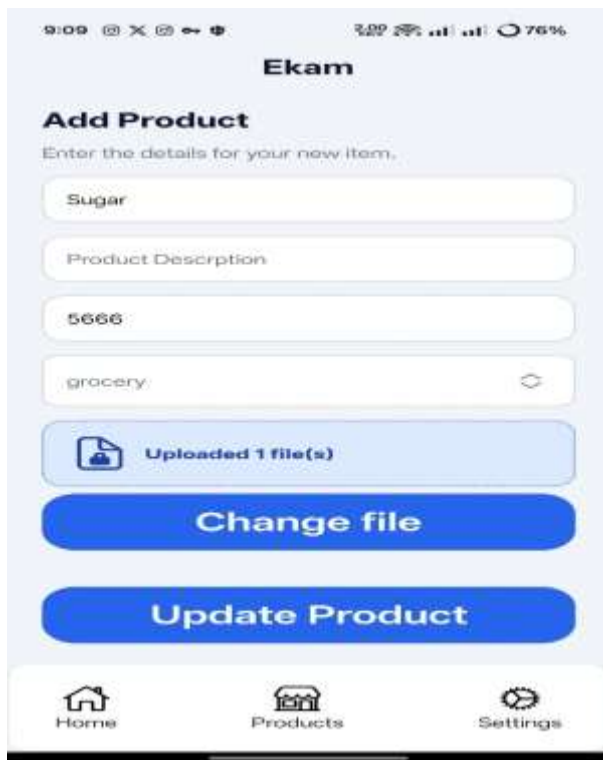 9:09 76%
Ekam
Add Product
Enter the details for your new item.
Sugar
Product Descrption
5666
grocery
Uploaded 1 file(s)
Change file
Update Product
Home Products Settings